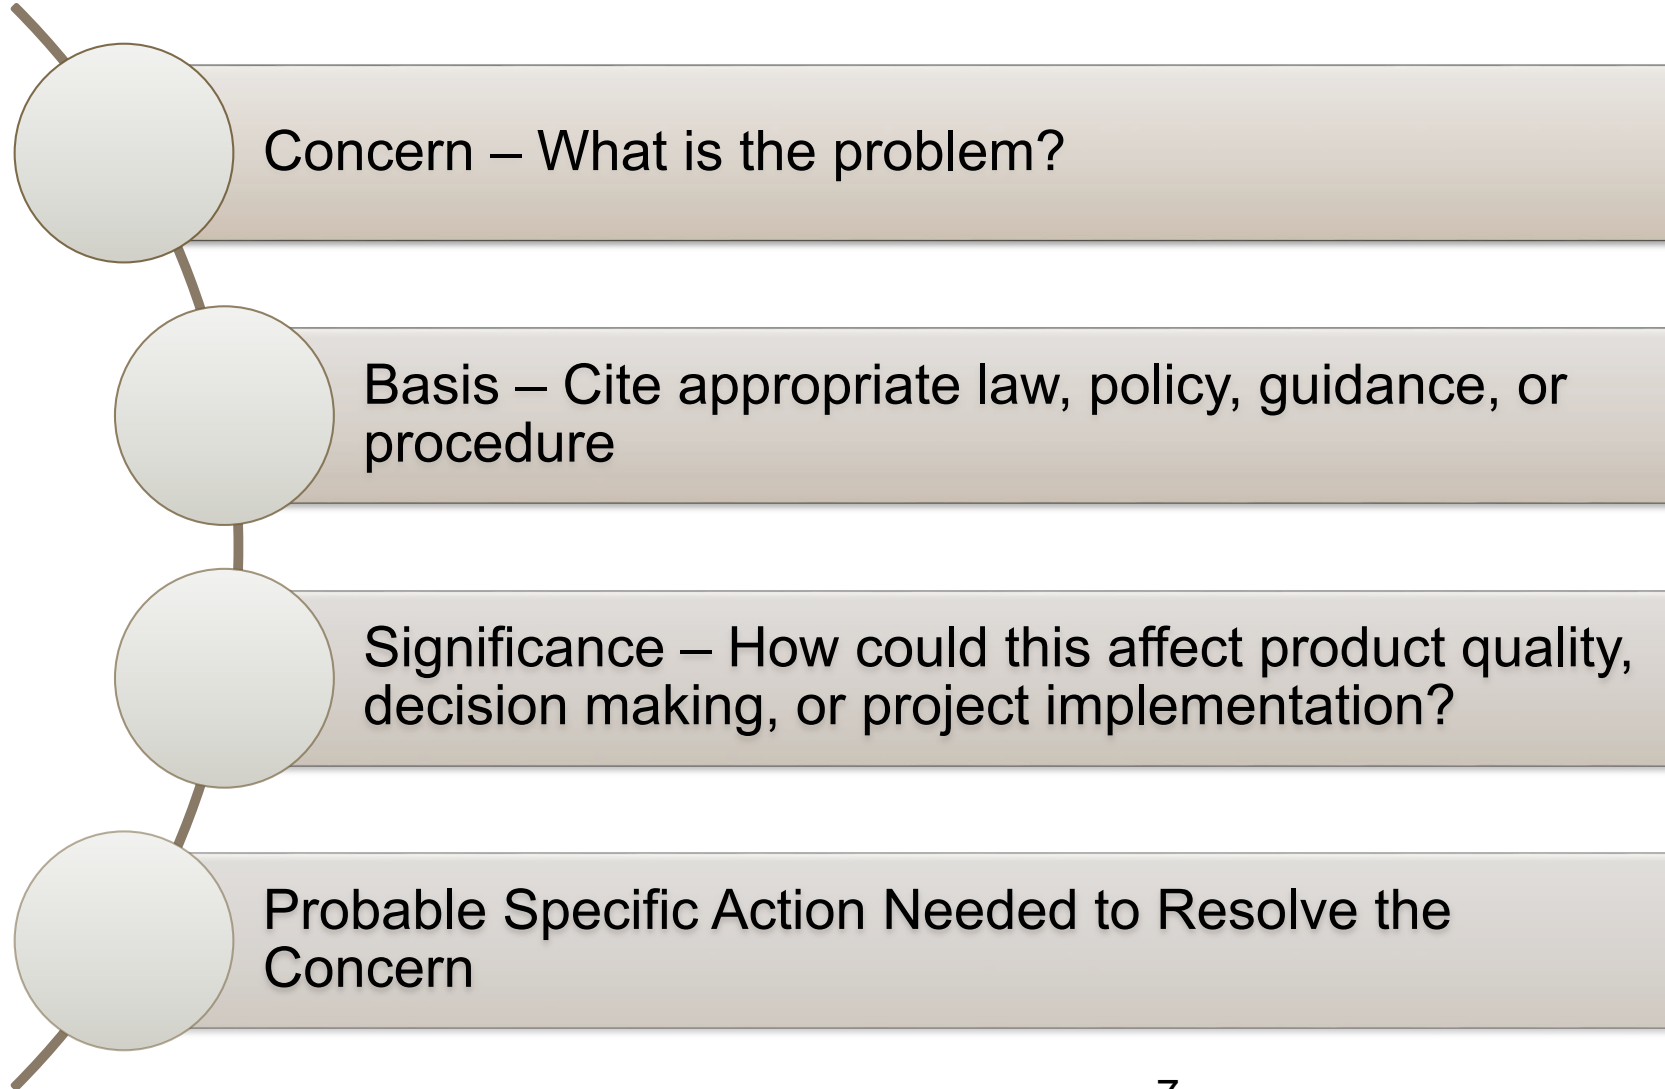 Concern – What is the problem?
Basis – Cite appropriate law, policy, guidance, or
procedure
Significance – How could this affect product quality,
decision making, or project implementation?
Probable Specific Action Needed to Resolve the
Concern